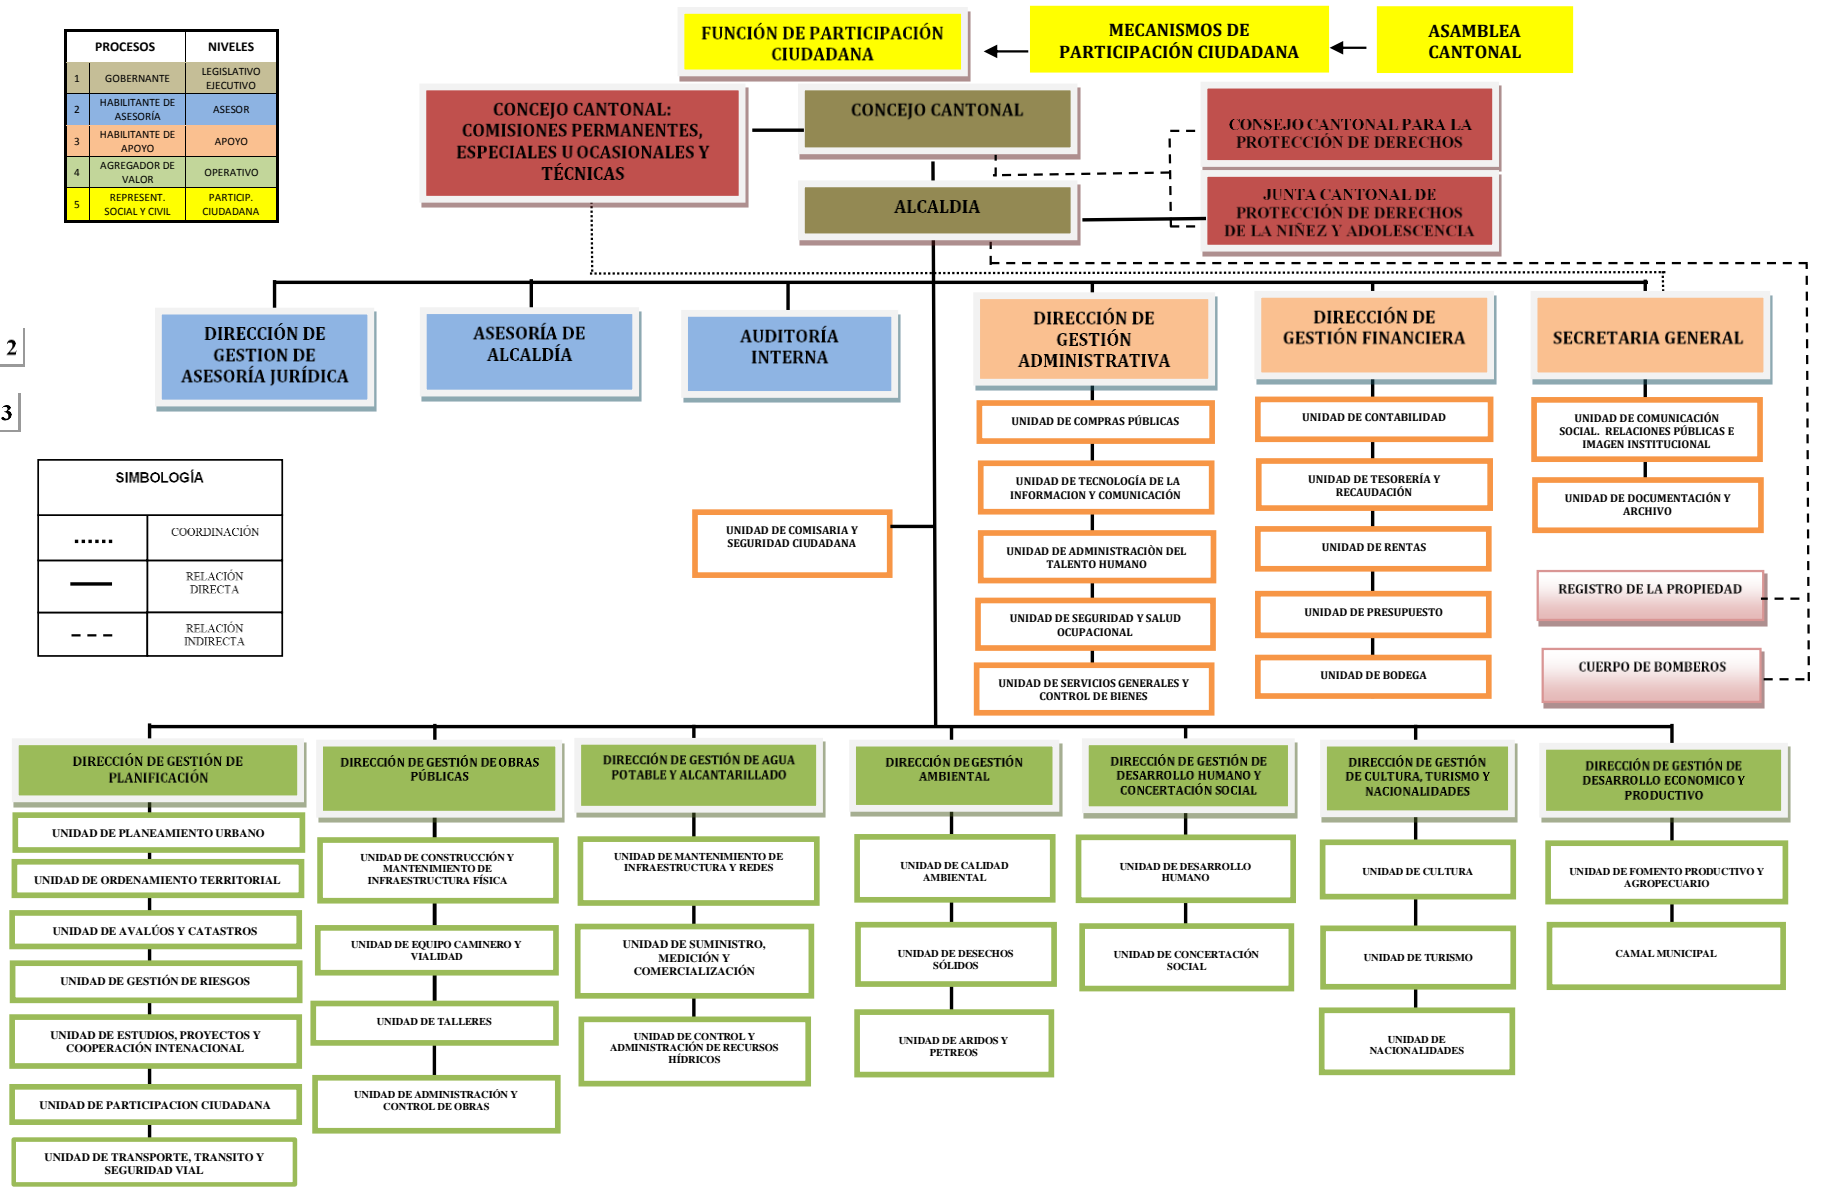 FUNCIÓN DE PARTICIPACIÓN
CIUDADANA
MECANISMOS DE
PARTICIPACIÓN CIUDADANA
ASAMBLEA
CANTONAL
PROCESOS
NIVELES
1
GOBERNANTE
LEGISLATIVO
EJECUTIVO
2
HABILITANTE DE
ASESORÍA
ASESOR
3
HABILITANTE DE
APOYO
APOYO
4
AGREGADOR DE
VALOR
OPERATIVO
5
REPRESENT.
SOCIAL Y CIVIL
PARTICIP.
CIUDADANA
CONCEJO CANTONAL:
COMISIONES PERMANENTES,
ESPECIALES U OCASIONALES Y
TÉCNICAS
CONCEJO CANTONAL
CONSEJO CANTONAL PARA LA
PROTECCIÓN DE DERECHOS
ALCALDIA
JUNTA CANTONAL DE
PROTECCIÓN DE DERECHOS
DE LA NIÑEZ Y ADOLESCENCIA
2
3
DIRECCIÓN DE
GESTION DE
ASESORÍA JURÍDICA
ASESORÍA DE
ALCALDÍA
AUDITORÍA
INTERNA
DIRECCIÓN DE
GESTIÓN
ADMINISTRATIVA
DIRECCIÓN DE
GESTIÓN FINANCIERA
SECRETARIA GENERAL
UNIDAD DE COMPRAS PÚBLICAS
UNIDAD DE TECNOLOGÍA DE LA
INFORMACION Y COMUNICACIÓN
UNIDAD DE ADMINISTRACIÒN DEL
TALENTO HUMANO
UNIDAD DE SEGURIDAD Y SALUD
OCUPACIONAL
UNIDAD DE SERVICIOS GENERALES Y
CONTROL DE BIENES
UNIDAD DE CONTABILIDAD
UNIDAD DE TESORERÍA Y
RECAUDACIÓN
UNIDAD DE RENTAS
UNIDAD DE PRESUPUESTO
UNIDAD DE BODEGA
UNIDAD DE COMUNICACIÓN
SOCIAL.  RELACIONES PÚBLICAS E
IMAGEN INSTITUCIONAL
UNIDAD DE DOCUMENTACIÓN Y
ARCHIVO
REGISTRO DE LA PROPIEDAD
CUERPO DE BOMBEROS
UNIDAD DE COMISARIA Y
SEGURIDAD CIUDADANA
SIMBOLOGÍA
COORDINACIÓN
RELACIÓN
DIRECTA
RELACIÓN
INDIRECTA
DIRECCIÓN DE GESTIÓN DE
PLANIFICACIÓN
UNIDAD DE PLANEAMIENTO URBANO
UNIDAD DE ORDENAMIENTO TERRITORIAL
UNIDAD DE AVALÚOS Y CATASTROS
UNIDAD DE GESTIÓN DE RIESGOS
UNIDAD DE ESTUDIOS, PROYECTOS Y
COOPERACIÓN INTENACIONAL
UNIDAD DE PARTICIPACION CIUDADANA
UNIDAD DE TRANSPORTE, TRANSITO Y
SEGURIDAD VIAL
DIRECCIÓN DE GESTIÓN DE OBRAS
PÚBLICAS
UNIDAD DE CONSTRUCCIÓN Y
MANTENIMIENTO DE
INFRAESTRUCTURA FÍSICA
UNIDAD DE EQUIPO CAMINERO Y
VIALIDAD
UNIDAD DE TALLERES
UNIDAD DE ADMINISTRACIÓN Y
CONTROL DE OBRAS
DIRECCIÓN DE GESTIÓN DE AGUA
POTABLE Y ALCANTARILLADO
UNIDAD DE MANTENIMIENTO DE
INFRAESTRUCTURA Y REDES
UNIDAD DE SUMINISTRO,
MEDICIÓN Y
COMERCIALIZACIÓN
UNIDAD DE CONTROL Y
ADMINISTRACIÓN DE RECURSOS
HÍDRICOS
DIRECCIÓN DE GESTIÓN
AMBIENTAL
UNIDAD DE CALIDAD
AMBIENTAL
UNIDAD DE DESECHOS
SÓLIDOS
UNIDAD DE ARIDOS Y
PETREOS
DIRECCIÓN DE GESTIÓN DE
DESARROLLO HUMANO Y
CONCERTACIÓN SOCIAL
UNIDAD DE DESARROLLO
HUMANO
UNIDAD DE CONCERTACIÓN
SOCIAL
DIRECCIÓN DE GESTIÓN
DE CULTURA, TURISMO Y
NACIONALIDADES
UNIDAD DE CULTURA
UNIDAD DE TURISMO
UNIDAD DE
NACIONALIDADES
DIRECCIÓN DE GESTIÓN DE
DESARROLLO ECONOMICO Y
PRODUCTIVO
UNIDAD DE FOMENTO PRODUCTIVO Y
AGROPECUARIO
CAMAL MUNICIPAL